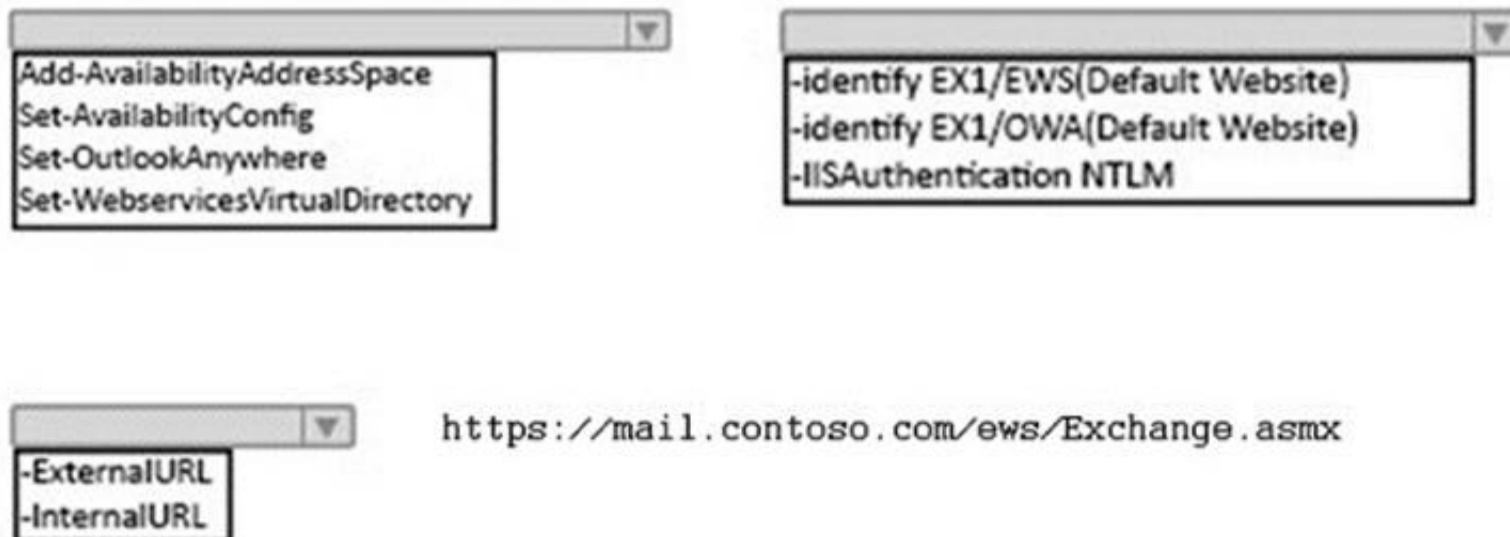 Add-AvailabilityAddressSpace
Set-AvailabilityConfig
Set-OutlookAnywhere
Set-WebservicesVirtualDirectory
-identify EX1/EWS(Default Website)
-identify EX1/OWA(Default Website)
-IISAuthentication NTLM
https://mail.contoso.com/ews/Exchange.asmx
-ExternalURL
-InternalURL